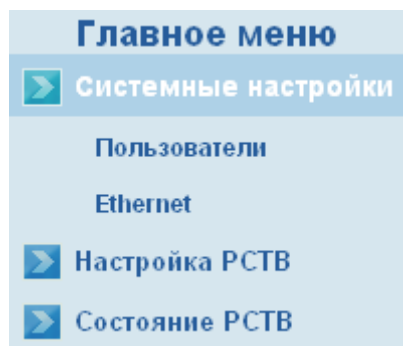 Главное меню
Системные настройки
Пользователи
Ethernet
Настройка РСТВ
Состояние РСТВ